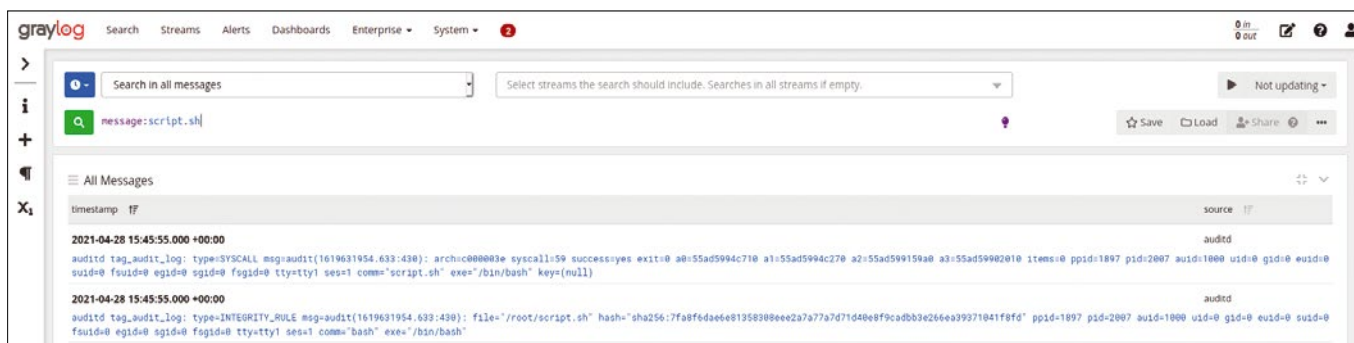 graylog Search Streams Alerts Dashboards Enterprise System 2 0 in
0 out
Search in all messages Select streams the search should include. Searches in all streams if empty. Not updating
message:script.sh Save Load Share ...
All Messages
timestamp source
2021-04-28 15:45:55.000 +00:00 auditd
auditd tag_audit_log: type=SYSCALL msg=audit(1619631954.633:430): arch=c000003e syscall=59 success=yes exit=0 a0=55ad5994c710 a1=55ad5994c270 a2=55ad599159a0 a3=55ad59902010 items=0 ppid=1897 pid=2007 auid=1000 uid=0 gid=0 euid=0
suid=0 fsuid=0 egid=0 sgid=0 fsgid=0 tty=tty1 ses=1 comm="script.sh" exe="/bin/bash" key=(null)
2021-04-28 15:45:55.000 +00:00 auditd
auditd tag_audit_log: type=INTEGRITY_RULE msg=audit(1619631954.633:430): file="/root/script.sh" ppid=1897 pid=2007 auid=1000 uid=0 gid=0 euid=0 suid=0
fsuid=0 egid=0 sgid=0 fsgid=0 tty=tty1 ses=1 comm="bash" exe="/bin/bash"